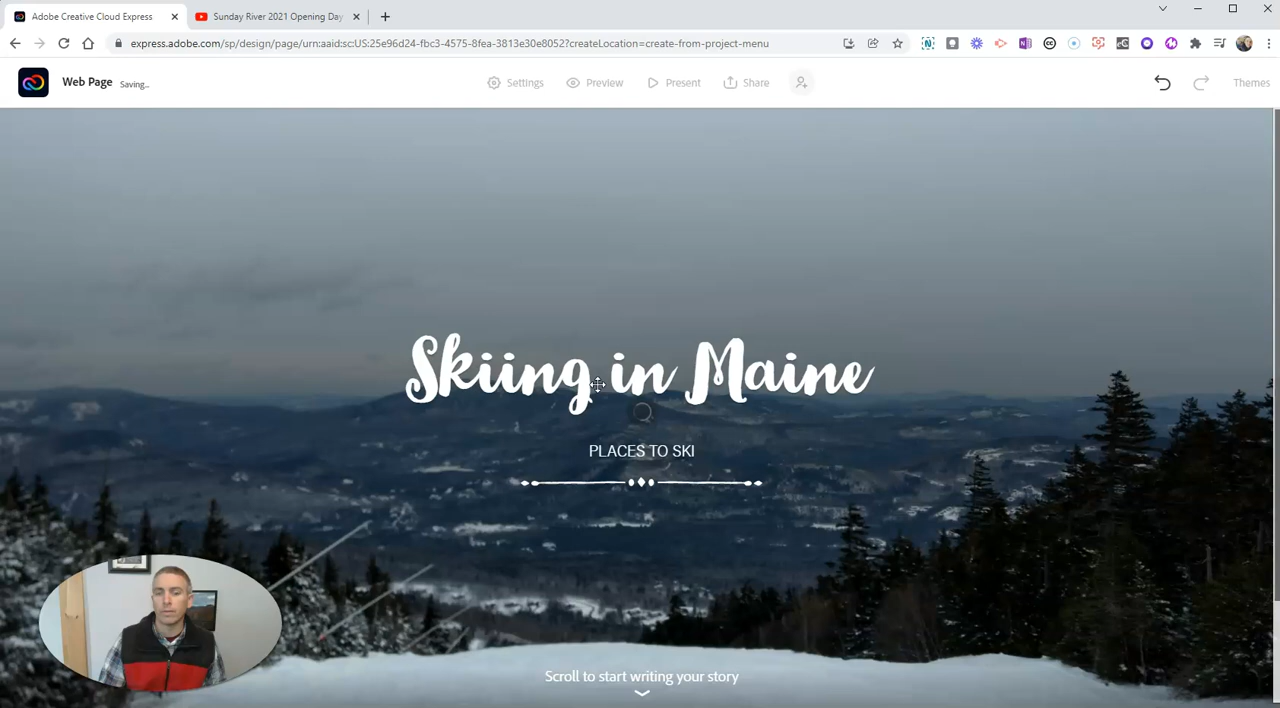 Adobe Creative Cloud Express
Sunday River 2021 Opening Day
express.adobe.com/sp/design/page/urn:aaid:sc:US:25e96d24-fbc3-4575-8fea-3813e30e8052?createLocation=create-from-project-menu
Web Page Saving..
Settings Preview Present Share Themes
Skiing in Maine
PLACES TO SKI
Scroll to start writing your story